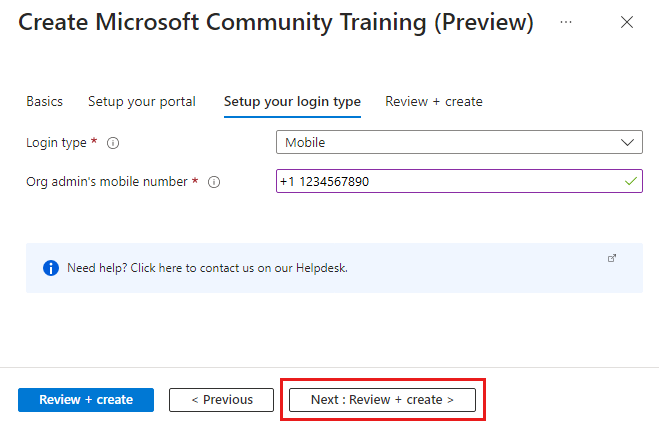 Create Microsoft Community Training (Preview) ...
Basics Setup your portal Setup your login type Review + create
Login type * Mobile
Org admin's mobile number * +1 1234567890
Need help? Click here to contact us on our Helpdesk.
Review + create < Previous Next : Review + create >